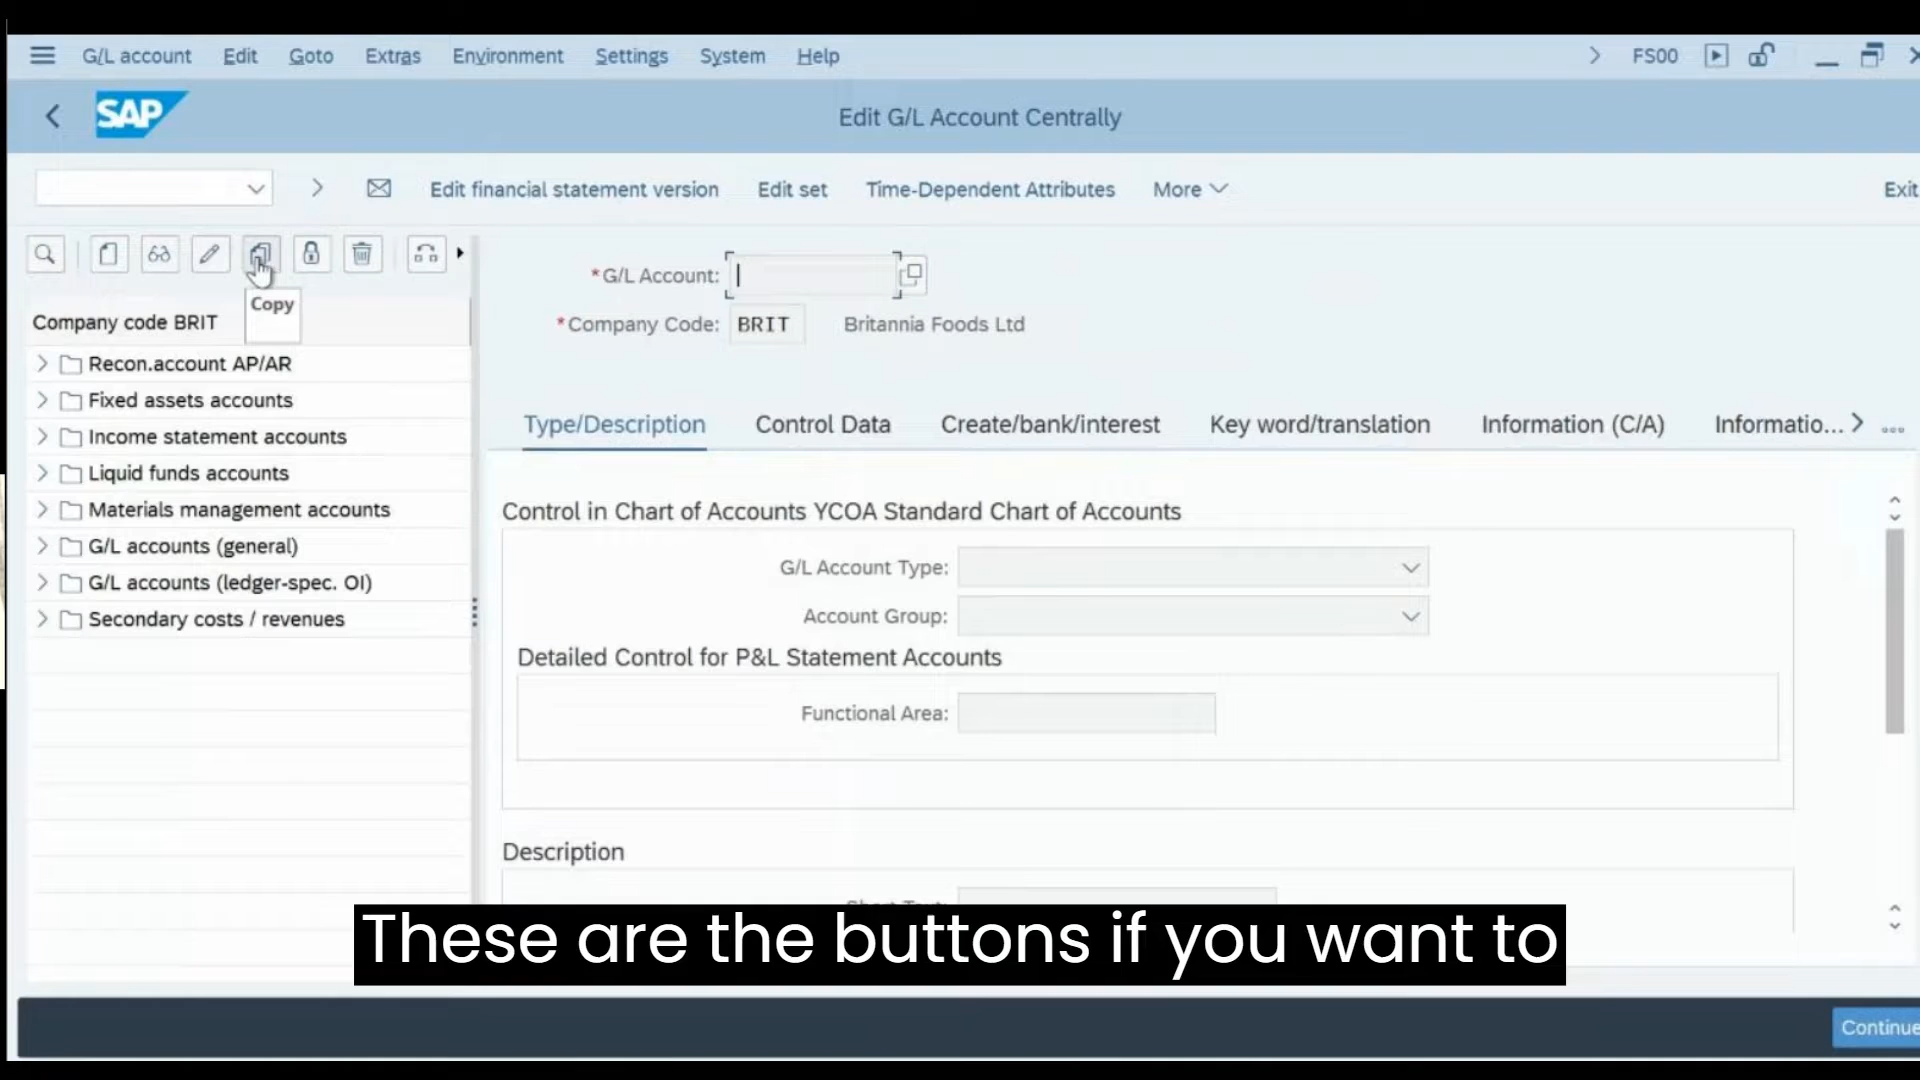 G/L account Edit Goto Extras Environment Settings System Help FS00
SAP Edit G/L Account Centrally
Edit financial statement version Edit set Time-Dependent Attributes More Exit
*G/L Account:
Copy
Company code BRIT
*Company Code: BRIT Britannia Foods Ltd
Recon.account AP/AR
Fixed assets accounts
Income statement accounts
Liquid funds accounts
Materials management accounts
G/L accounts (general)
G/L accounts (ledger-spec. OI)
Secondary costs / revenues
Type/Description Control Data Create/bank/interest Key word/translation Information (C/A) Informatio...
Control in Chart of Accounts YCOA Standard Chart of Accounts
G/L Account Type:
Account Group:
Detailed Control for P&L Statement Accounts
Functional Area:
Description
These are the buttons if you want to
Continue